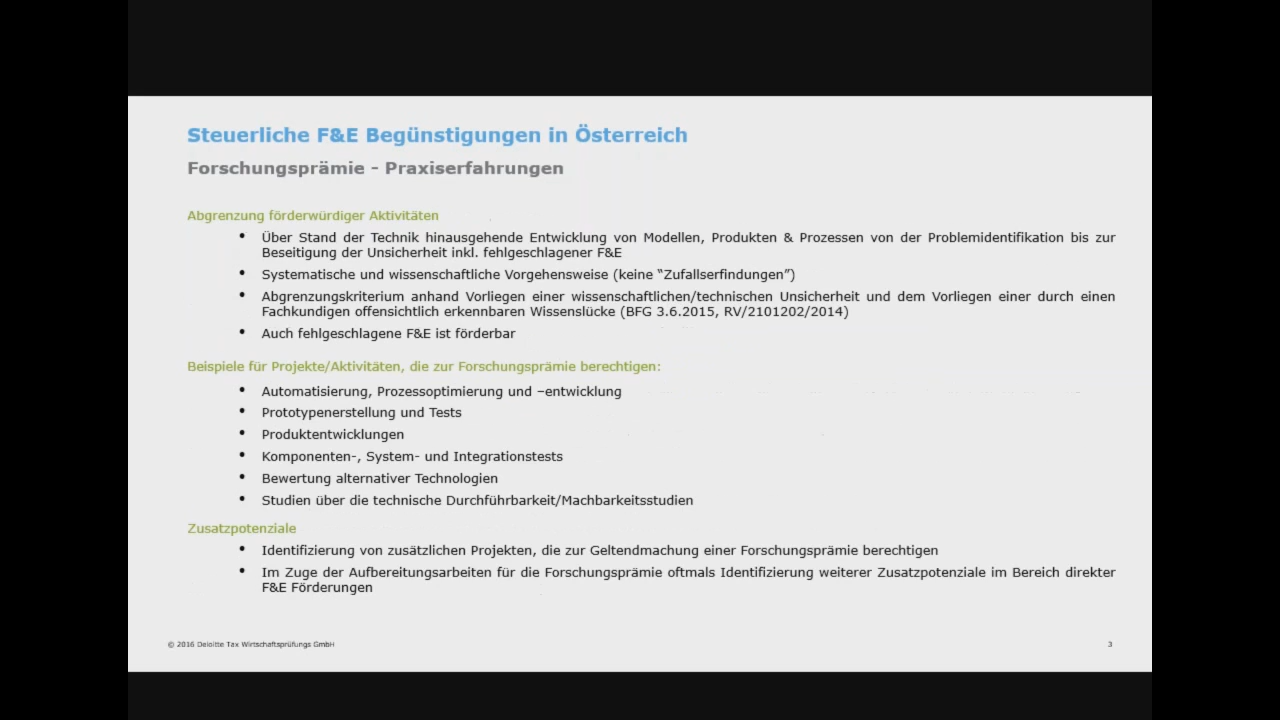 Steuerliche F&E Begünstigungen in Österreich
Forschungsprämie - Praxiserfahrungen
Abgrenzung förderwürdiger Aktivitäten
• Über Stand der Technik hinausgehende Entwicklung von Modellen, Produkten & Prozessen von der Problemidentifikation bis zur
Beseitigung der Unsicherheit inkl. fehlgeschlagener F&E
• Systematische und wissenschaftliche Vorgehensweise (keine “Zufallserfindungen”)
• Abgrenzungskriterium anhand Vorliegen einer wissenschaftlichen/technischen Unsicherheit und dem Vorliegen einer durch einen
Fachkundigen offensichtlich erkennbaren Wissenslücke (BFG 3.6.2015, RV/2101202/2014)
• Auch fehlgeschlagene F&E ist förderbar
Beispiele für Projekte/Aktivitäten, die zur Forschungsprämie berechtigen:
• Automatisierung, Prozessoptimierung und –entwicklung
• Prototypenerstellung und Tests
• Produktentwicklungen
• Komponenten-, System- und Integrationstests
• Bewertung alternativer Technologien
• Studien über die technische Durchführbarkeit/Machbarkeitsstudien
Zusatzpotenziale
• Identifizierung von zusätzlichen Projekten, die zur Geltendmachung einer Forschungsprämie berechtigen
• Im Zuge der Aufbereitungsarbeiten für die Forschungsprämie oftmals Identifizierung weiterer Zusatzpotenziale im Bereich direkter
F&E Förderungen
© 2016 Deloitte Tax Wirtschaftsprüfungs GmbH
3